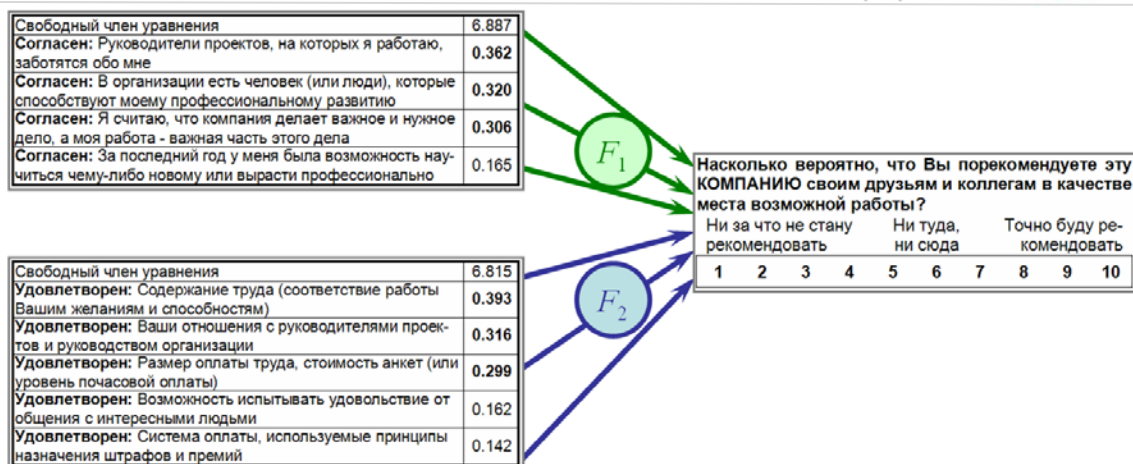 Свободный член уравнения 6.887
Согласен: Руководители проектов, на которых я работаю,
заботятся обо мне 0.362
Согласен: В организации есть человек (или люди), которые
способствуют моему профессиональному развитию 0.320
Согласен: Я считаю, что компания делает важное и нужное
дело, а моя работа - важная часть этого дела 0.306
Согласен: За последний год у меня была возможность нау-
читься чему-либо новому или вырасти профессионально 0.165
F1
Насколько вероятно, что Вы порекомендуете эту
КОМПАНИЮ своим друзьям и коллегам в качестве
места возможной работы?
Ни за что не стану Ни туда, Точно буду ре-
рекомендовать ни сюда комендовать
1 2 3 4 5 6 7 8 9 10
Свободный член уравнения 6.815
Удовлетворен: Содержание труда (соответствие работы
Вашим желаниям и способностям) 0.393
Удовлетворен: Ваши отношения с руководителями проек-
тов и руководством организации 0.316
Удовлетворен: Размер оплаты труда, стоимость анкет (или
уровень почасовой оплаты) 0.299
Удовлетворен: Возможность испытывать удовольствие от
общения с интересными людьми 0.162
Удовлетворен: Система оплаты, используемые принципы
назначения штрафов и премий 0.142
F2